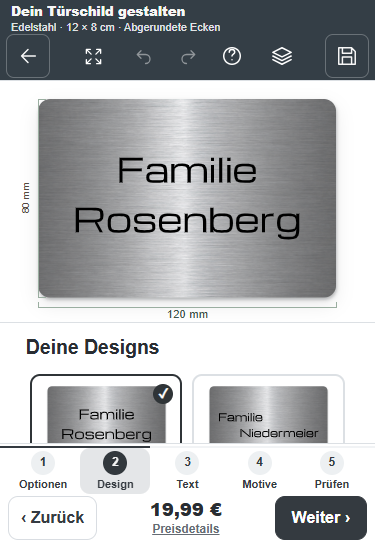 Dein Türschild gestalten
Edelstahl · 12 × 8 cm · Abgerundete Ecken
80 mm
Familie
Rosenberg
120 mm
Deine Designs
Familie
Rosenberg
Familie
Niedermeier
1 2 3 4 5
Optionen Design Text Motive Prüfen
‹ Zurück
19,99 €
Preisdetails
Weiter ›